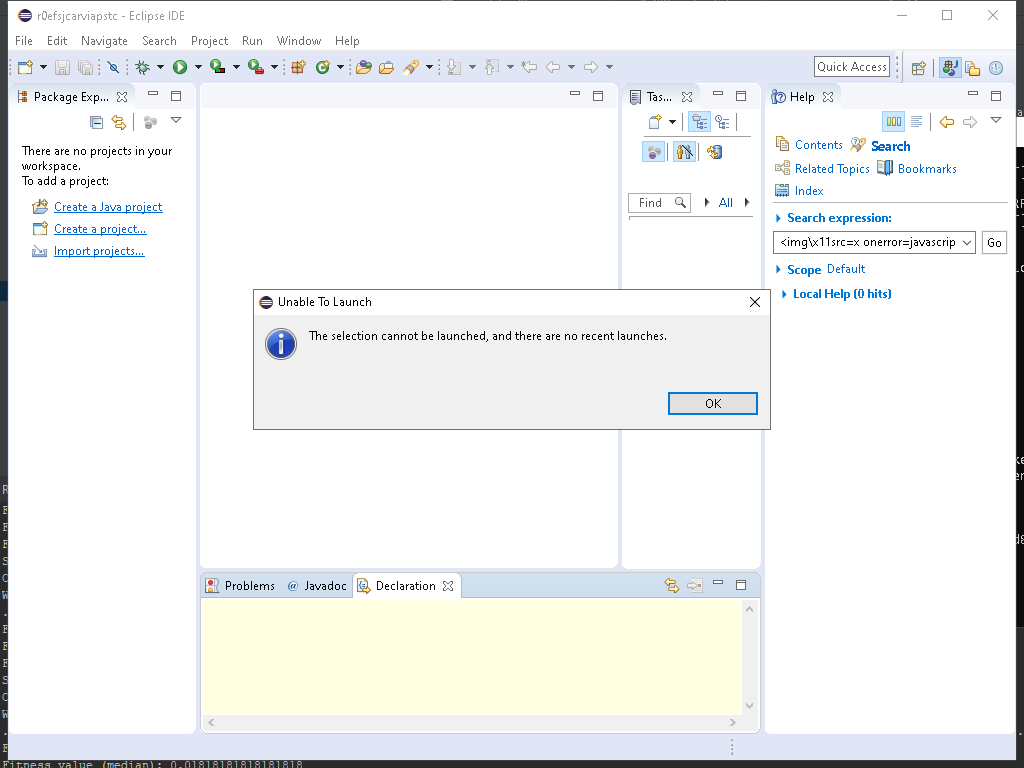 r0efsjcarviapstc - Eclipse IDE
File Edit Navigate Search Project Run Window Help
Quick Access
Package Exp...
There are no projects in your
workspace.
To add a project:
Create a Java project
Create a project...
Import projects...
Tas...
Find
All
Help
Contents
Search
Related Topics
Bookmarks
Index
Search expression:
<img\x11src=x onerror=javascrip
Go
Scope Default
Local Help (0 hits)
Unable To Launch
The selection cannot be launched, and there are no recent launches.
OK
Problems
@ Javadoc
Declaration
Fitness value (median): 0.01818181818181818